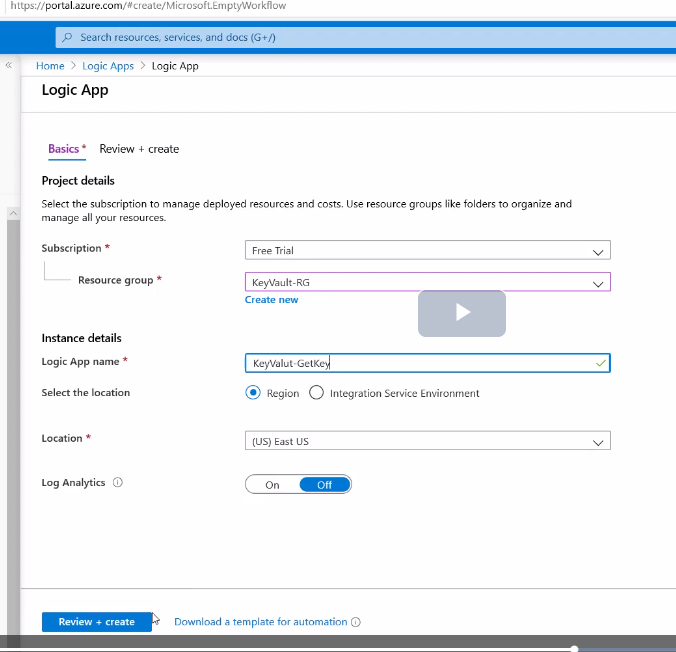 https://portal.azure.com/#create/Microsoft.EmptyWorkflow
Search resources, services, and docs (G+/)
Home > Logic Apps > Logic App
Logic App
Basics * Review + create
Project details
Select the subscription to manage deployed resources and costs. Use resource groups like folders to organize and
manage all your resources.
Subscription * Free Trial
Resource group * KeyVault-RG
Create new
Instance details
Logic App name * KeyValut-GetKey
Select the location Region Integration Service Environment
Location * (US) East US
Log Analytics On Off
Review + create Download a template for automation